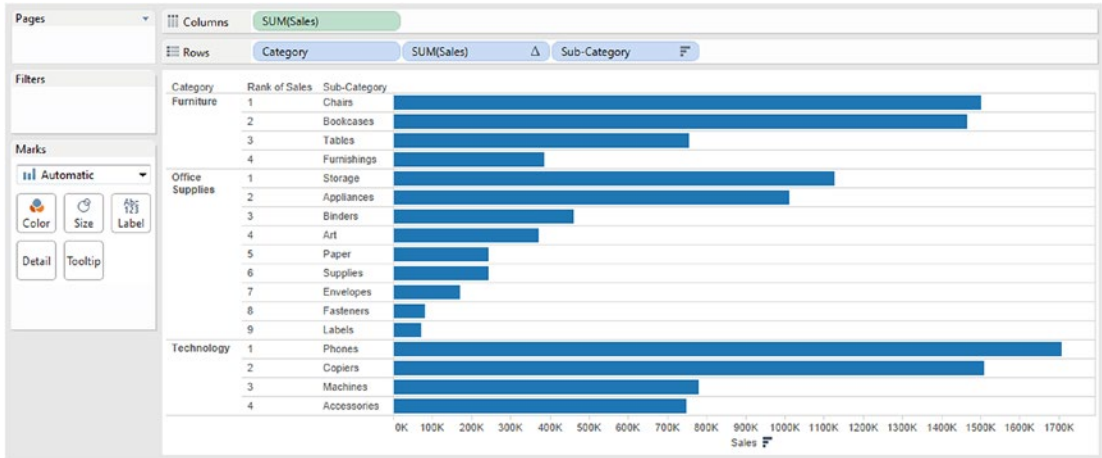 Pages
Columns SUM(Sales)
Rows Category SUM(Sales) Δ Sub-Category
Filters
Marks
Automatic
Color Size Abc 123 Label
Detail Tooltip
Category Rank of Sales Sub-Category
Furniture 1 Chairs
2 Bookcases
3 Tables
4 Furnishings
Office Supplies 1 Storage
2 Appliances
3 Binders
4 Art
5 Paper
6 Supplies
7 Envelopes
8 Fasteners
9 Labels
Technology 1 Phones
2 Copiers
3 Machines
4 Accessories
0K 100K 200K 300K 400K 500K 600K 700K 800K 900K 1000K 1100K 1200K 1300K 1400K 1500K 1600K 1700K
Sales